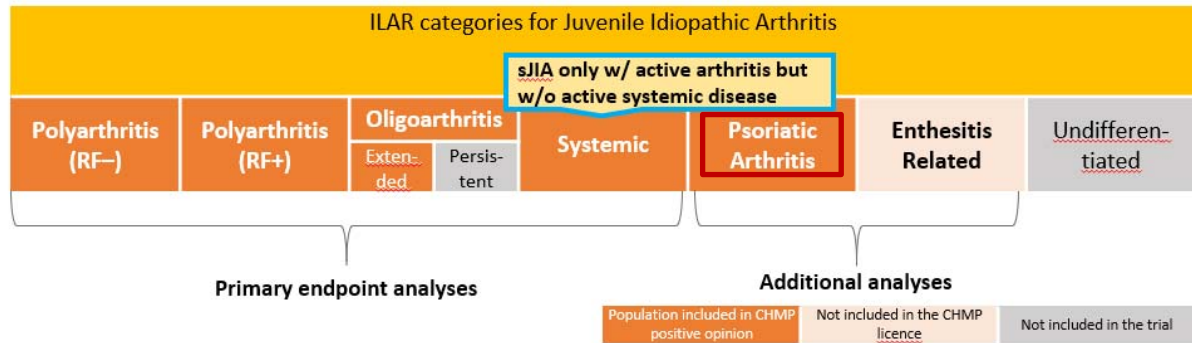 ILAR categories for Juvenile Idiopathic Arthritis
sJIA only w/ active arthritis but
w/o active systemic disease
Polyarthritis
(RF–)
Polyarthritis
(RF+)
Oligoarthritis
Exten-
ded
Persis-
tent
Systemic
Psoriatic
Arthritis
Enthesitis
Related
Undifferen-
tiated
Primary endpoint analyses
Additional analyses
Population included in CHMP
positive opinion
Not included in the CHMP
licence
Not included in the trial